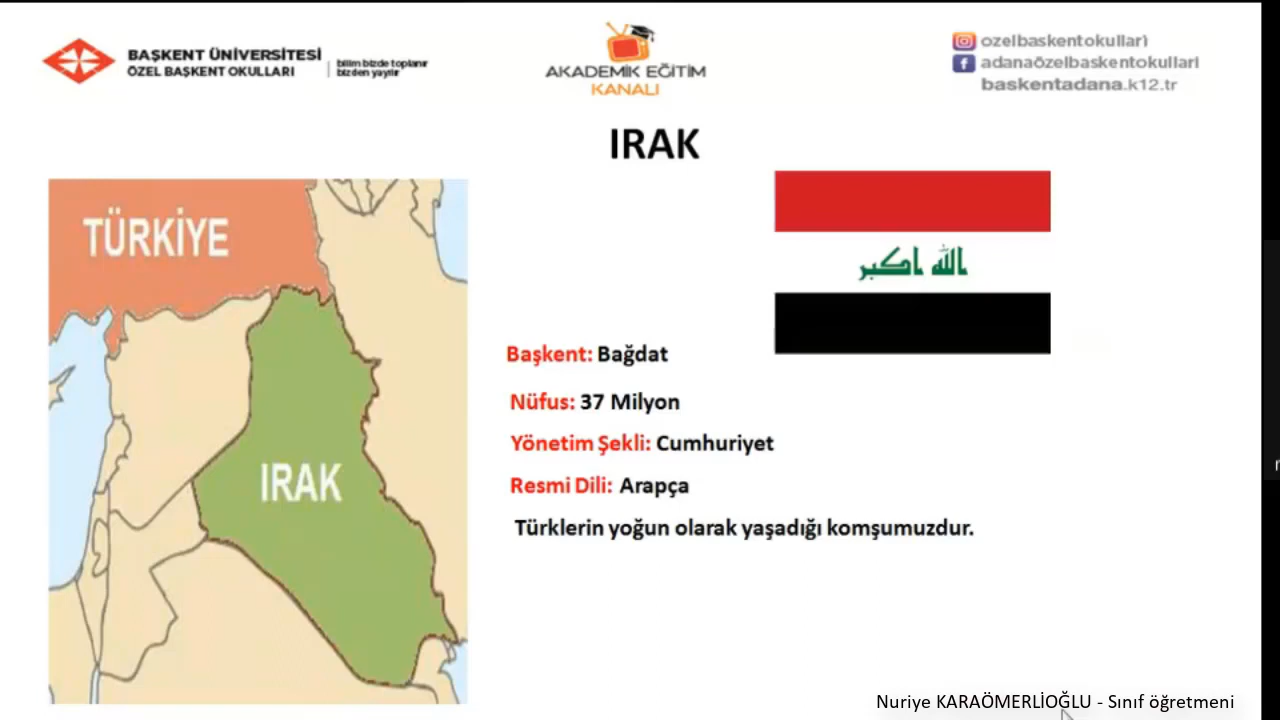 BAŞKENT ÜNİVERSİTESİ
ÖZEL BAŞKENT OKULLARI
bilim bizde toplanır
bizden yayılır
AKADEMİK EĞİTİM
KANALI
ozelbaskentokullari
adanaözelbaskentokullari
baskentadana.k12.tr
IRAK
TÜRKİYE
IRAK
الله اكبر
Başkent: Bağdat
Nüfus: 37 Milyon
Yönetim Şekli: Cumhuriyet
Resmi Dili: Arapça
Türklerin yoğun olarak yaşadığı komşumuzdur.
Nuriye KARAÖMERLİOĞLU - Sınıf öğretmeni